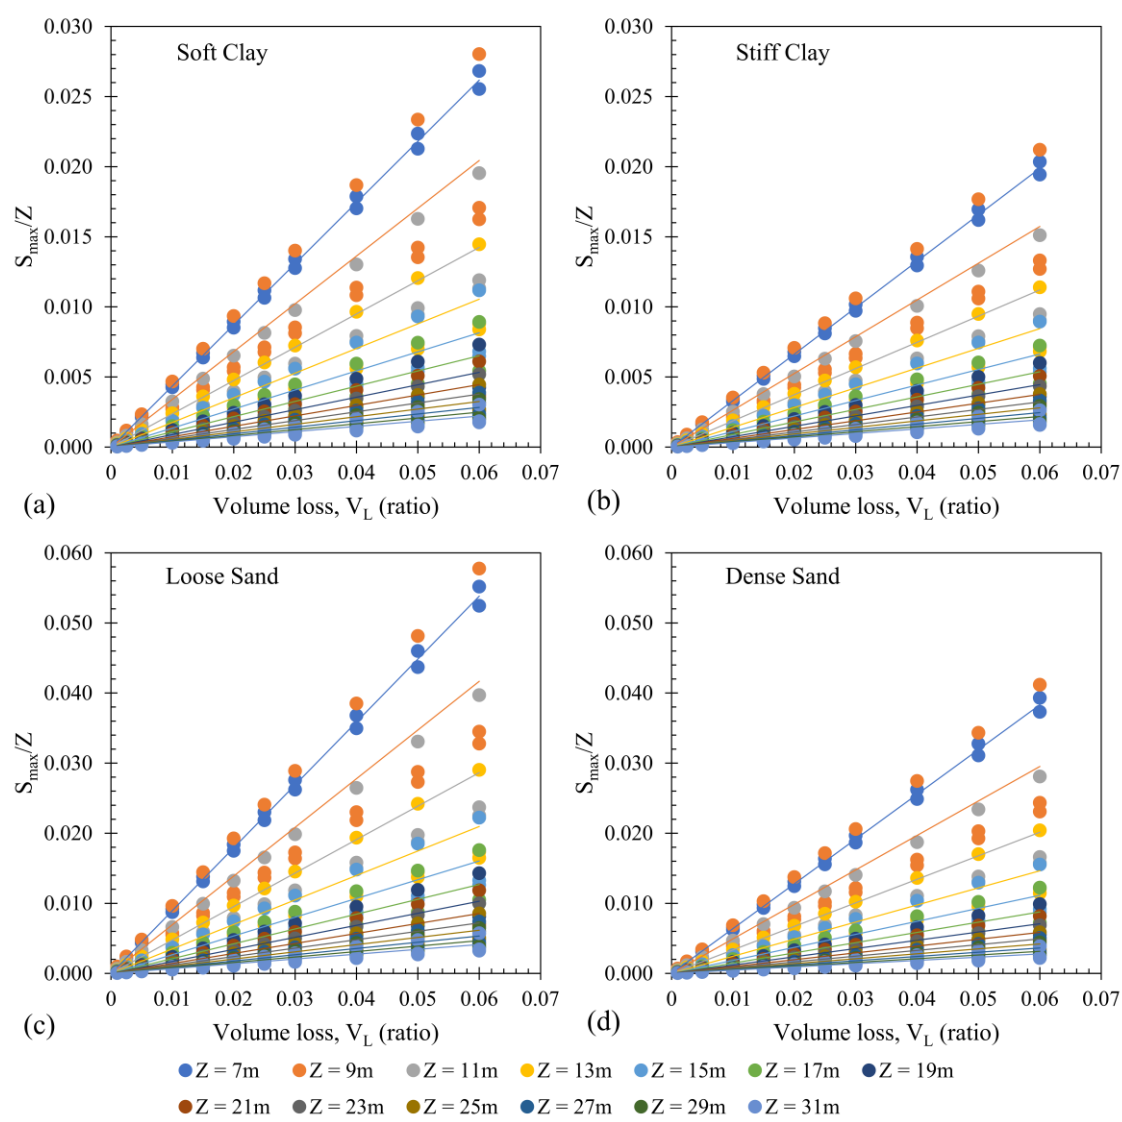 Soft Clay
0.030
0.025
0.020
0.015
0.010
0.005
0.000
S_max/Z
0 0.01 0.02 0.03 0.04 0.05 0.06 0.07
Volume loss, V_L (ratio)
(a)
Stiff Clay
0.030
0.025
0.020
0.015
0.010
0.005
0.000
S_max/Z
0 0.01 0.02 0.03 0.04 0.05 0.06 0.07
Volume loss, V_L (ratio)
(b)
Loose Sand
0.060
0.050
0.040
0.030
0.020
0.010
0.000
S_max/Z
0 0.01 0.02 0.03 0.04 0.05 0.06 0.07
Volume loss, V_L (ratio)
(c)
Dense Sand
0.060
0.050
0.040
0.030
0.020
0.010
0.000
S_max/Z
0 0.01 0.02 0.03 0.04 0.05 0.06 0.07
Volume loss, V_L (ratio)
(d)
Z = 7m Z = 9m Z = 11m Z = 13m Z = 15m Z = 17m Z = 19m
Z = 21m Z = 23m Z = 25m Z = 27m Z = 29m Z = 31m